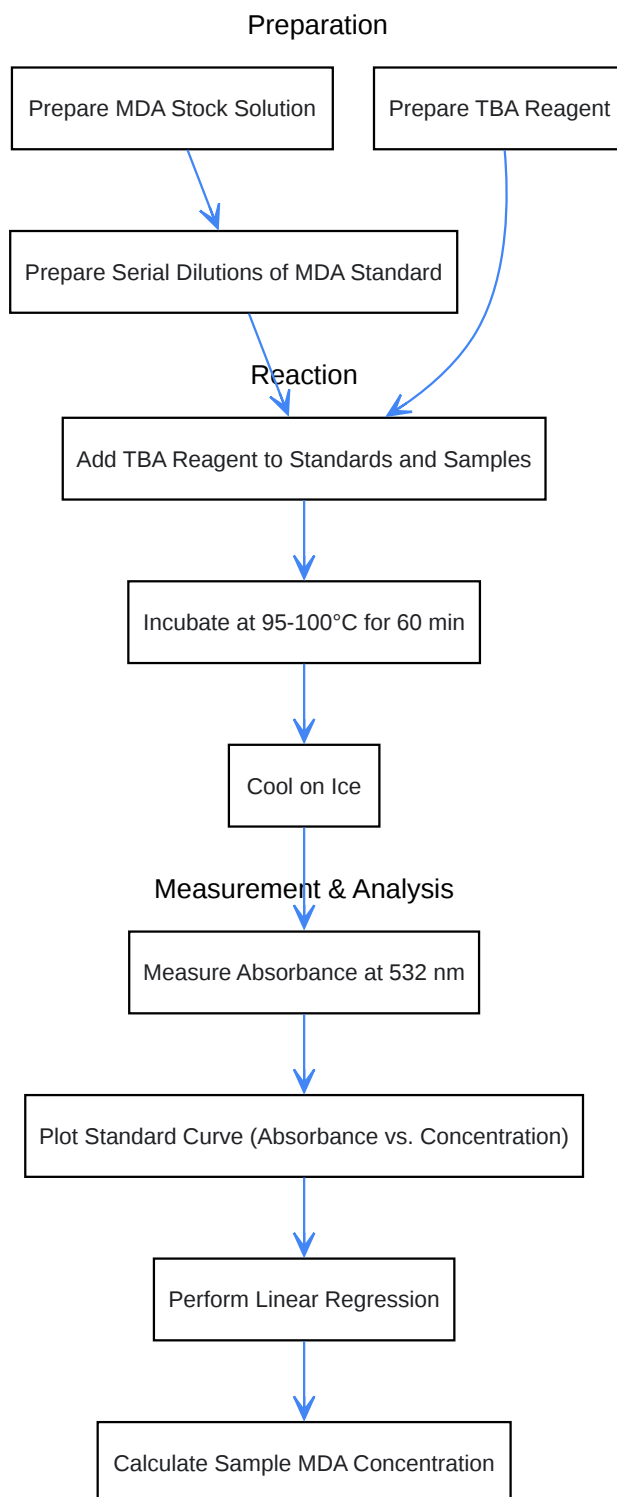 Preparation
Prepare MDA Stock Solution
Prepare TBA Reagent
Prepare Serial Dilutions of MDA Standard
Reaction
Add TBA Reagent to Standards and Samples
Incubate at 95-100°C for 60 min
Cool on Ice
Measurement & Analysis
Measure Absorbance at 532 nm
Plot Standard Curve (Absorbance vs. Concentration)
Perform Linear Regression
Calculate Sample MDA Concentration